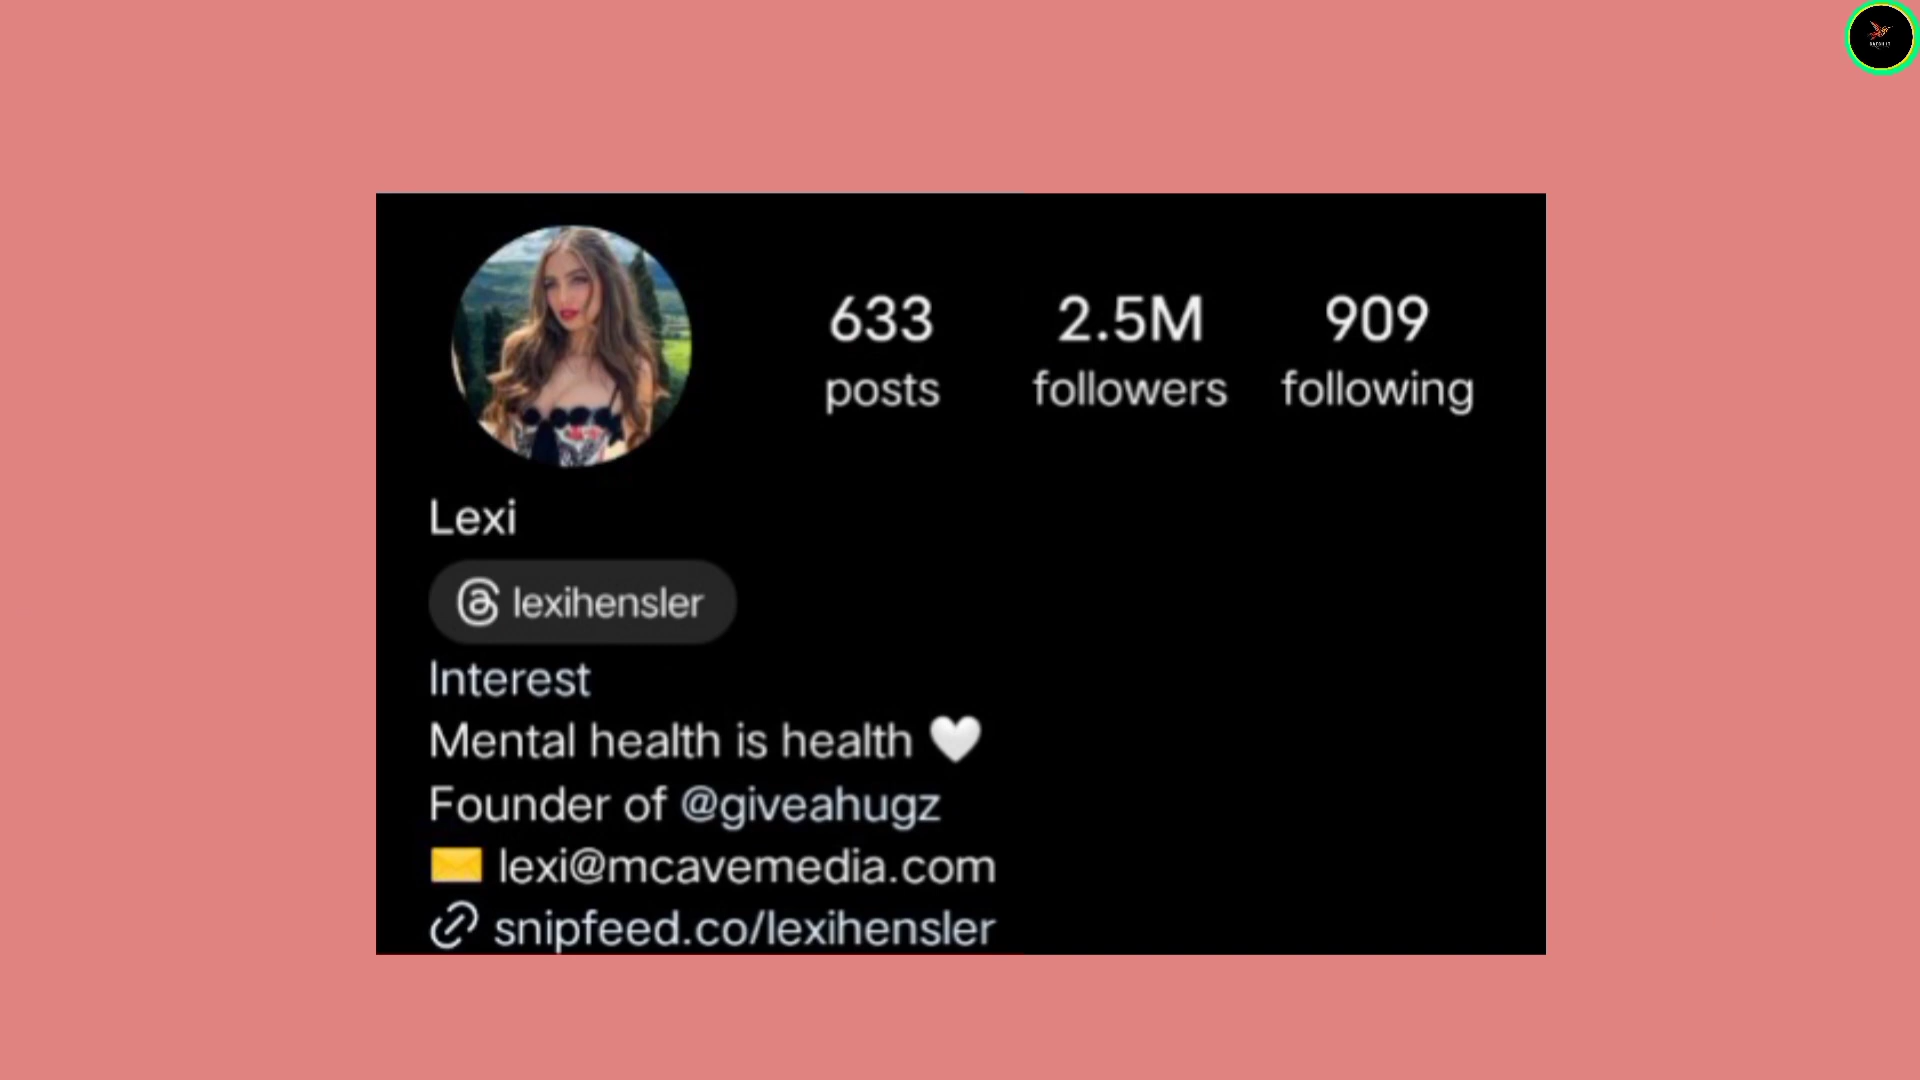 633 2.5M 909
posts followers following
Lexi
lexihensler
Interest
Mental health is health 🤍
Founder of @giveahugz
✉️ lexi@mcavemedia.com
snipfeed.co/lexihensler